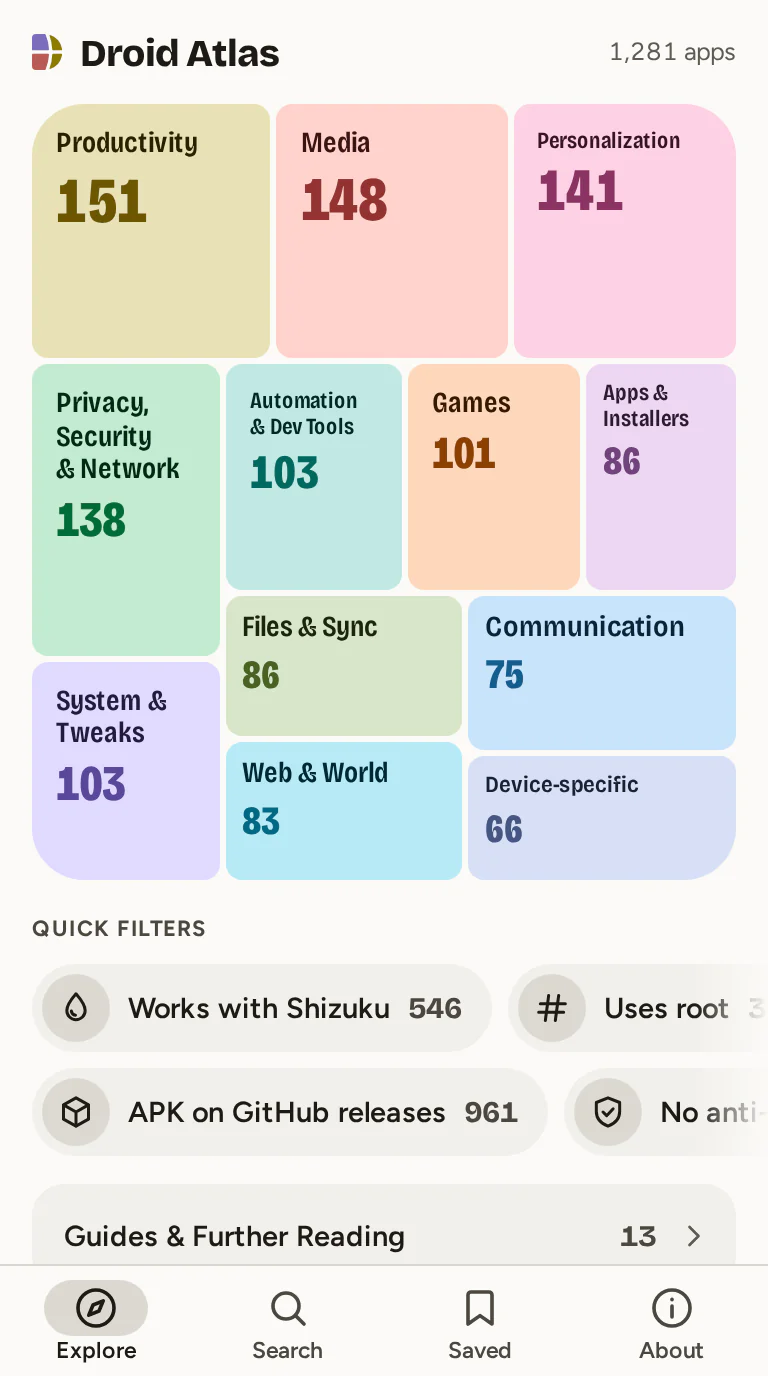 Droid Atlas
1,281 apps
Productivity
151
Media
148
Personalization
141
Privacy,
Security
& Network
138
Automation
& Dev Tools
103
Games
101
Apps &
Installers
86
Files & Sync
86
Communication
75
System &
Tweaks
103
Web & World
83
Device-specific
66
QUICK FILTERS
Works with Shizuku 546
Uses root
APK on GitHub releases 961
No anti-
Guides & Further Reading 13
Explore
Search
Saved
About